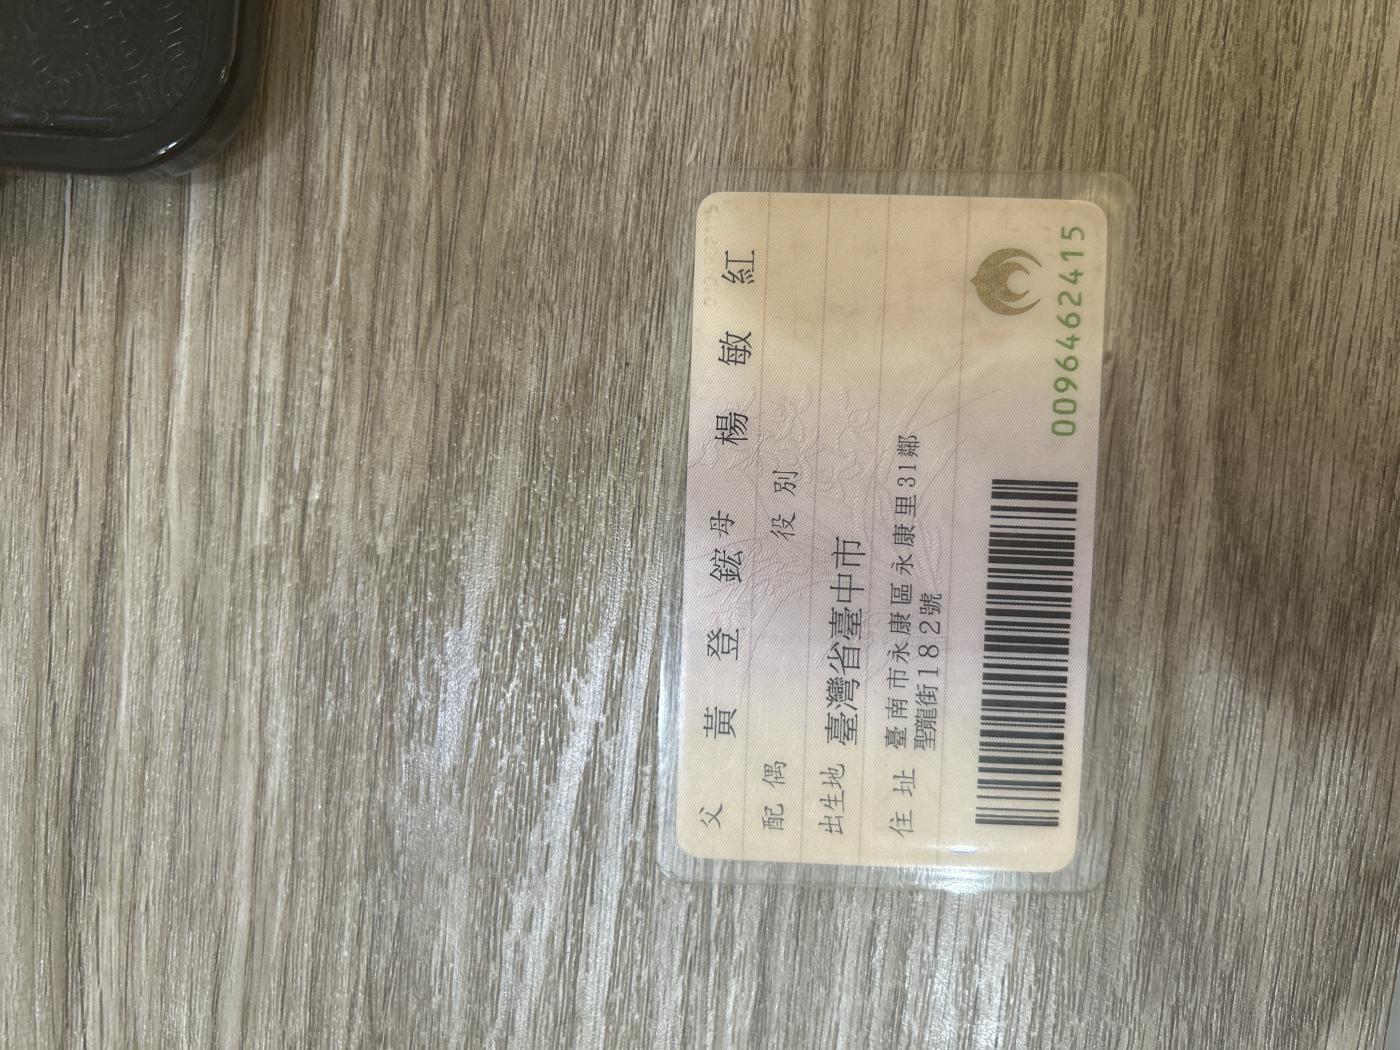 父 黃登鋐 母 楊敏紅
配偶 役別
出生地 臺灣省臺中市
住址 臺南市永康區永康里31鄰
聖龍街182號
0096462415